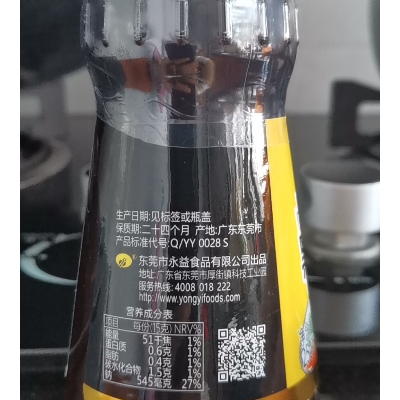 生产日期:见标签或瓶盖
保质期:二十四个月 产地:广东东莞市
产品标准代号:Q/YY 0028 S
东莞市永益食品有限公司出品
地址:广东省东莞市厚街镇科技工业园
服务热线:4008 018 222
http://www.yongyifoods.com
营养成分表
项目 每份(15克) NRV%
能量 51千焦 1%
蛋白质 0.6克 1%
脂肪 0.4克 1%
碳水化合物 1.5克 1%
钠 545毫克 27%